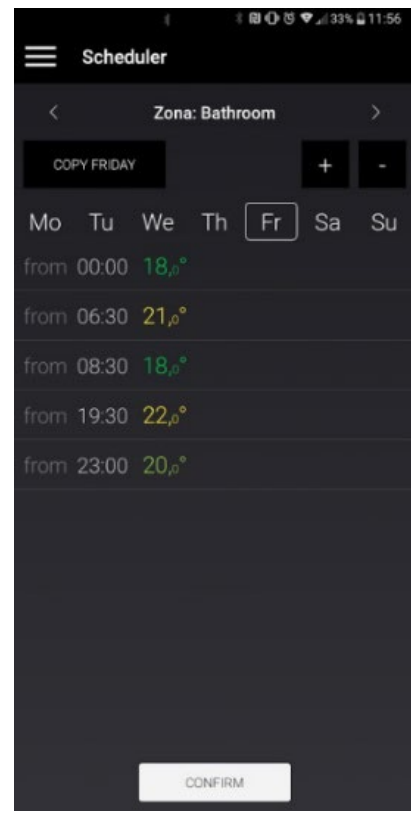 33% 11:56
Scheduler
< Zona: Bathroom >
COPY FRIDAY + -
Mo Tu We Th Fr Sa Su
from 00:00 18,0°
from 06:30 21,0°
from 08:30 18,0°
from 19:30 22,0°
from 23:00 20,0°
CONFIRM